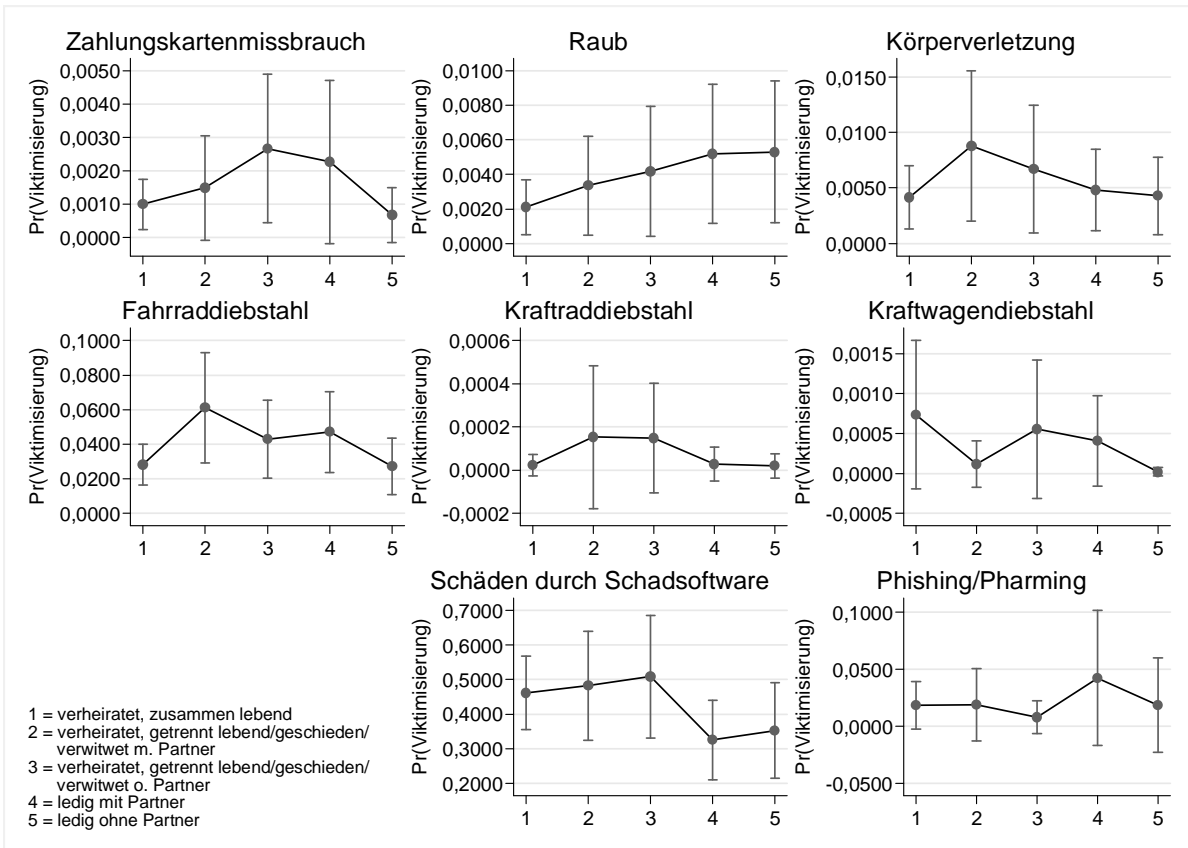 Zahlungskartenmissbrauch
Pr(Viktimisierung)
0,0050
0,0040
0,0030
0,0020
0,0010
0,0000
1 2 3 4 5
Raub
Pr(Viktimisierung)
0,0100
0,0080
0,0060
0,0040
0,0020
0,0000
1 2 3 4 5
Körperverletzung
Pr(Viktimisierung)
0,0150
0,0100
0,0050
0,0000
1 2 3 4 5
Fahrraddiebstahl
Pr(Viktimisierung)
0,1000
0,0800
0,0600
0,0400
0,0200
0,0000
1 2 3 4 5
Kraftraddiebstahl
Pr(Viktimisierung)
0,0006
0,0004
0,0002
0,0000
-0,0002
1 2 3 4 5
Kraftwagendiebstahl
Pr(Viktimisierung)
0,0015
0,0010
0,0005
0,0000
-0,0005
1 2 3 4 5
Schäden durch Schadsoftware
Pr(Viktimisierung)
0,7000
0,6000
0,5000
0,4000
0,3000
0,2000
1 2 3 4 5
Phishing/Pharming
Pr(Viktimisierung)
0,1000
0,0500
0,0000
-0,0500
1 2 3 4 5
1 = verheiratet, zusammen lebend
2 = verheiratet, getrennt lebend/geschieden/
verwitwet m. Partner
3 = verheiratet, getrennt lebend/geschieden/
verwitwet o. Partner
4 = ledig mit Partner
5 = ledig ohne Partner